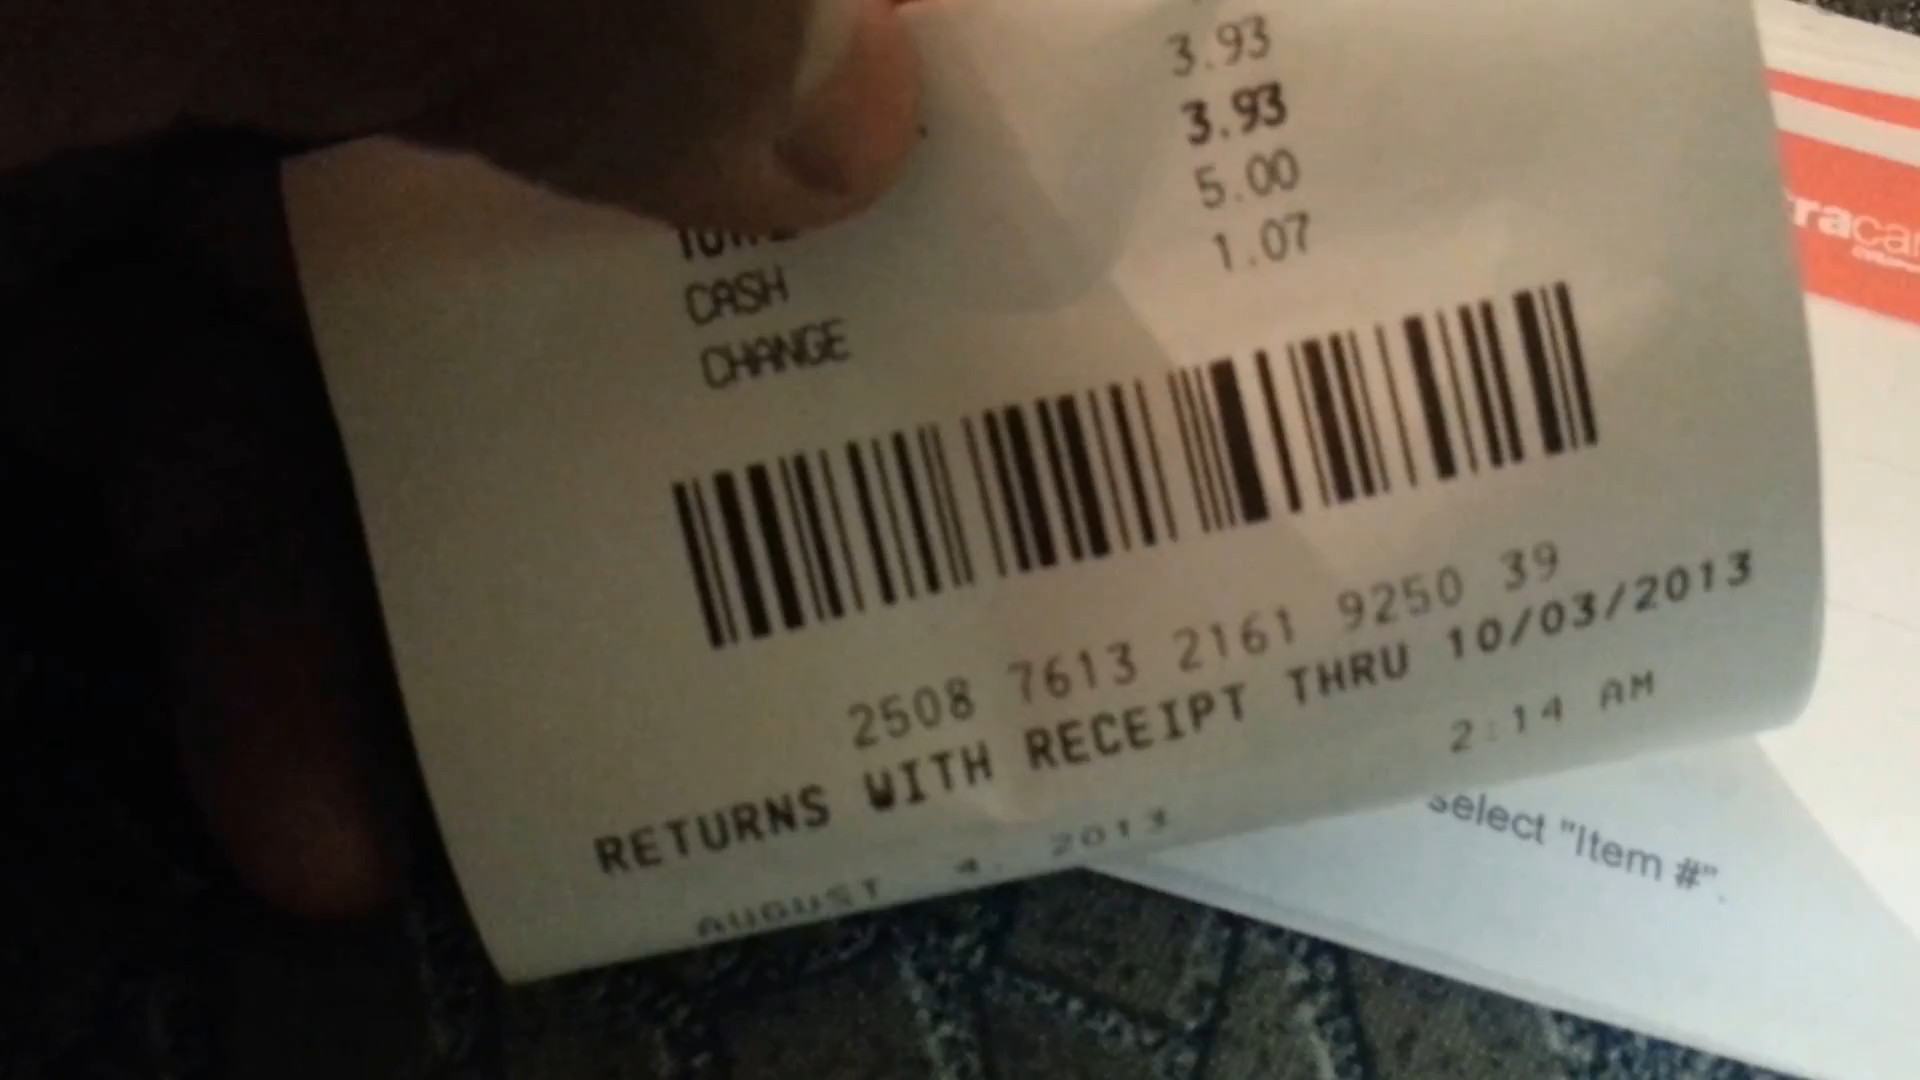 3.93
3.93
CASH 5.00
CHANGE 1.07
2508 7613 2161 9250 39
RETURNS WITH RECEIPT THRU 10/03/2013
AUGUST 4, 2013 2:14 AM
select "Item #".